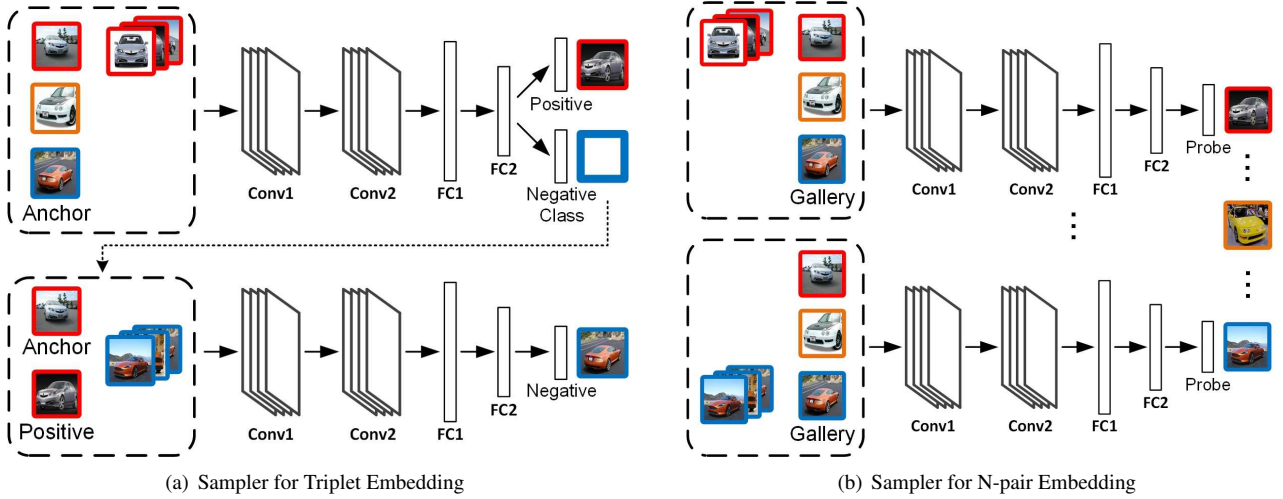 Anchor
Conv1
Conv2
FC1
FC2
Positive
Negative
Class
Anchor
Positive
Conv1
Conv2
FC1
FC2
Negative
(a) Sampler for Triplet Embedding
Gallery
Conv1
Conv2
FC1
FC2
Probe
Gallery
Conv1
Conv2
FC1
FC2
Probe
(b) Sampler for N-pair Embedding